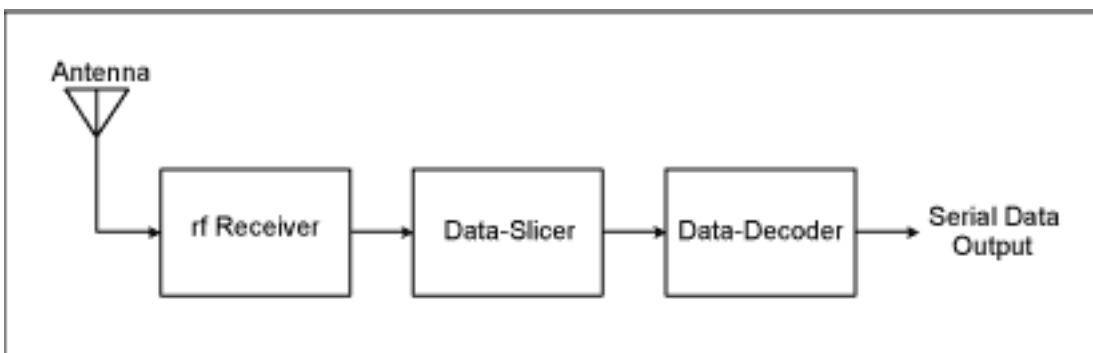 Antenna
rf Receiver
Data-Slicer
Data-Decoder
Serial Data
Output